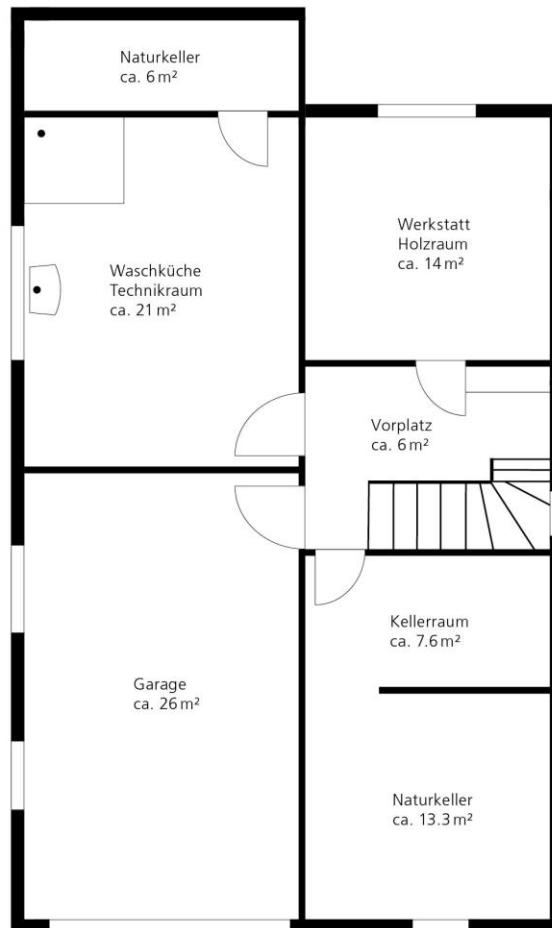 Naturkeller
ca. 6 m²
Werkstatt
Holzraum
ca. 14 m²
Waschküche
Technikraum
ca. 21 m²
Vorplatz
ca. 6 m²
Kellerraum
ca. 7.6 m²
Garage
ca. 26 m²
Naturkeller
ca. 13.3 m²